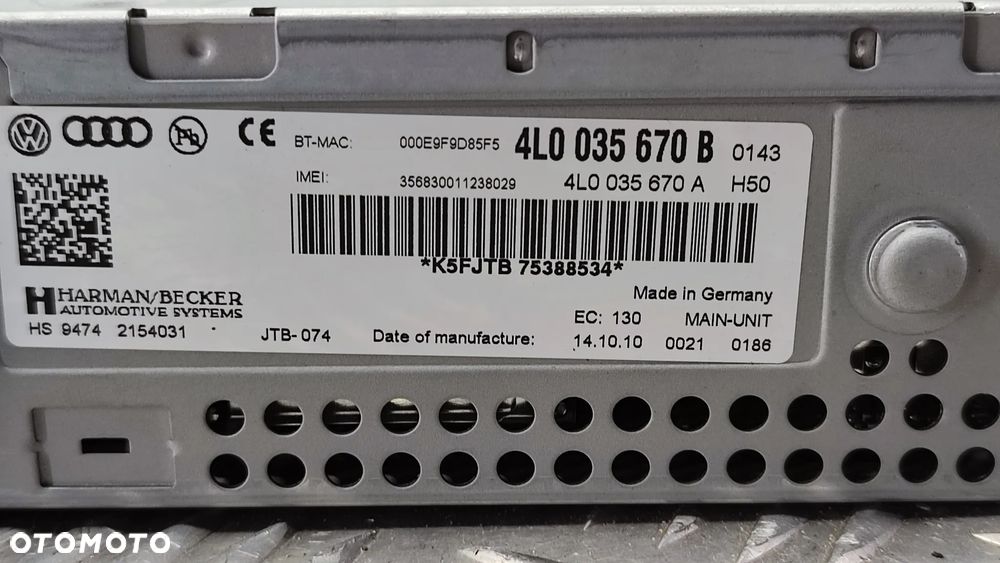 BT-MAC: 000E9F9D85F5 4L0 035 670 B 0143
IMEI: 356830011238029 4L0 035 670 A H50
*K5FJTB 75388534*
HARMAN/BECKER
AUTOMOTIVE SYSTEMS
Made in Germany
EC: 130 MAIN-UNIT
HS 9474 2154031 JTB-074 Date of manufacture: 14.10.10 0021 0186
OTOMOTO